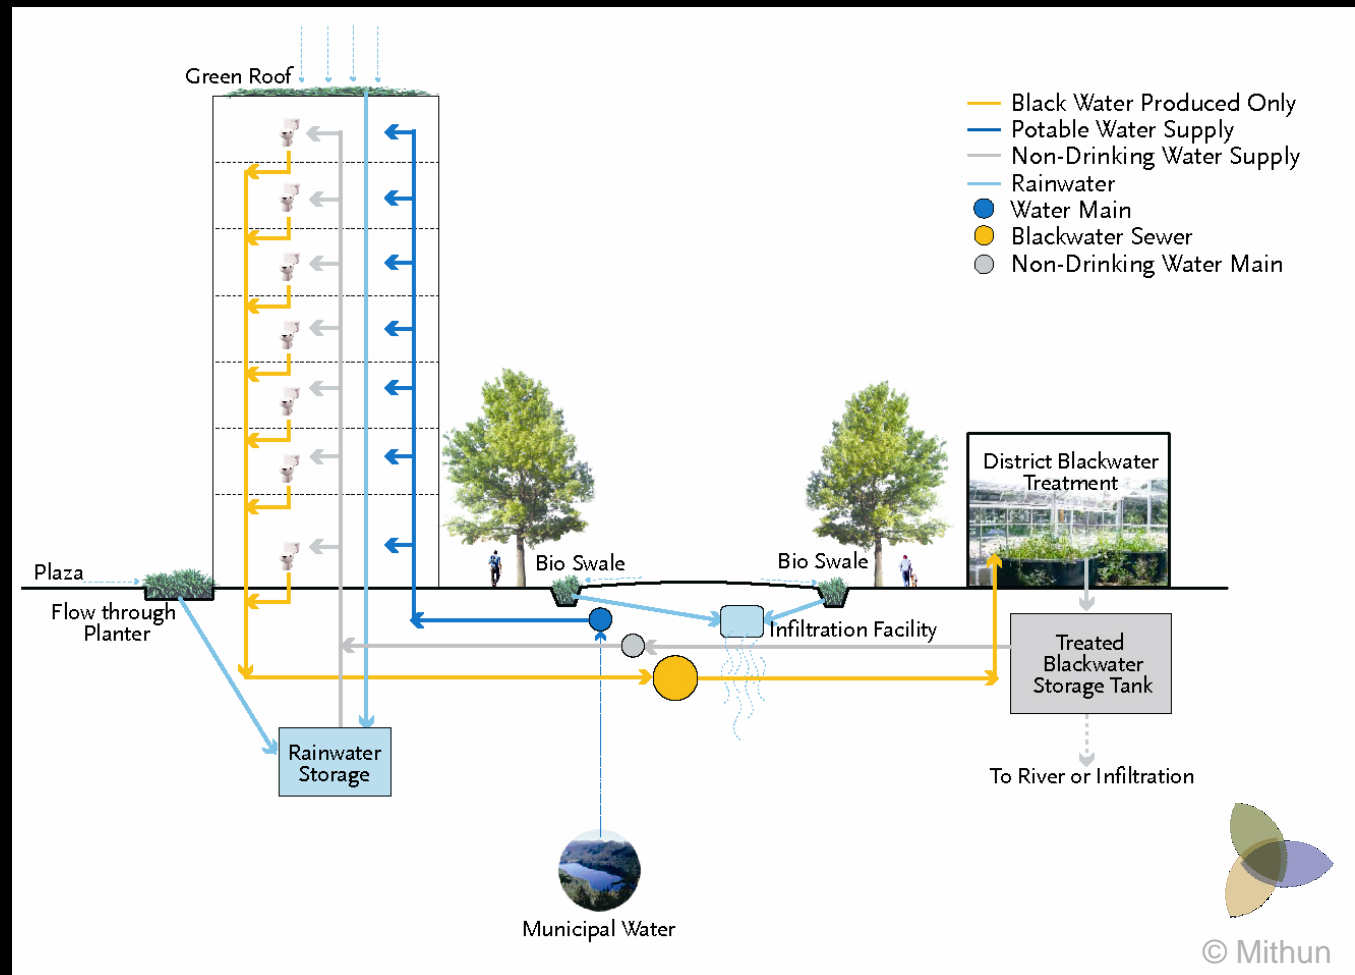 Green Roof
Black Water Produced Only
Potable Water Supply
Non-Drinking Water Supply
Rainwater
Water Main
Blackwater Sewer
Non-Drinking Water Main
District Blackwater
Treatment
Plaza
Flow through
Planter
Bio Swale
Bio Swale
Infiltration Facility
Treated
Blackwater
Storage Tank
Rainwater
Storage
To River or Infiltration
Municipal Water
© Mithun